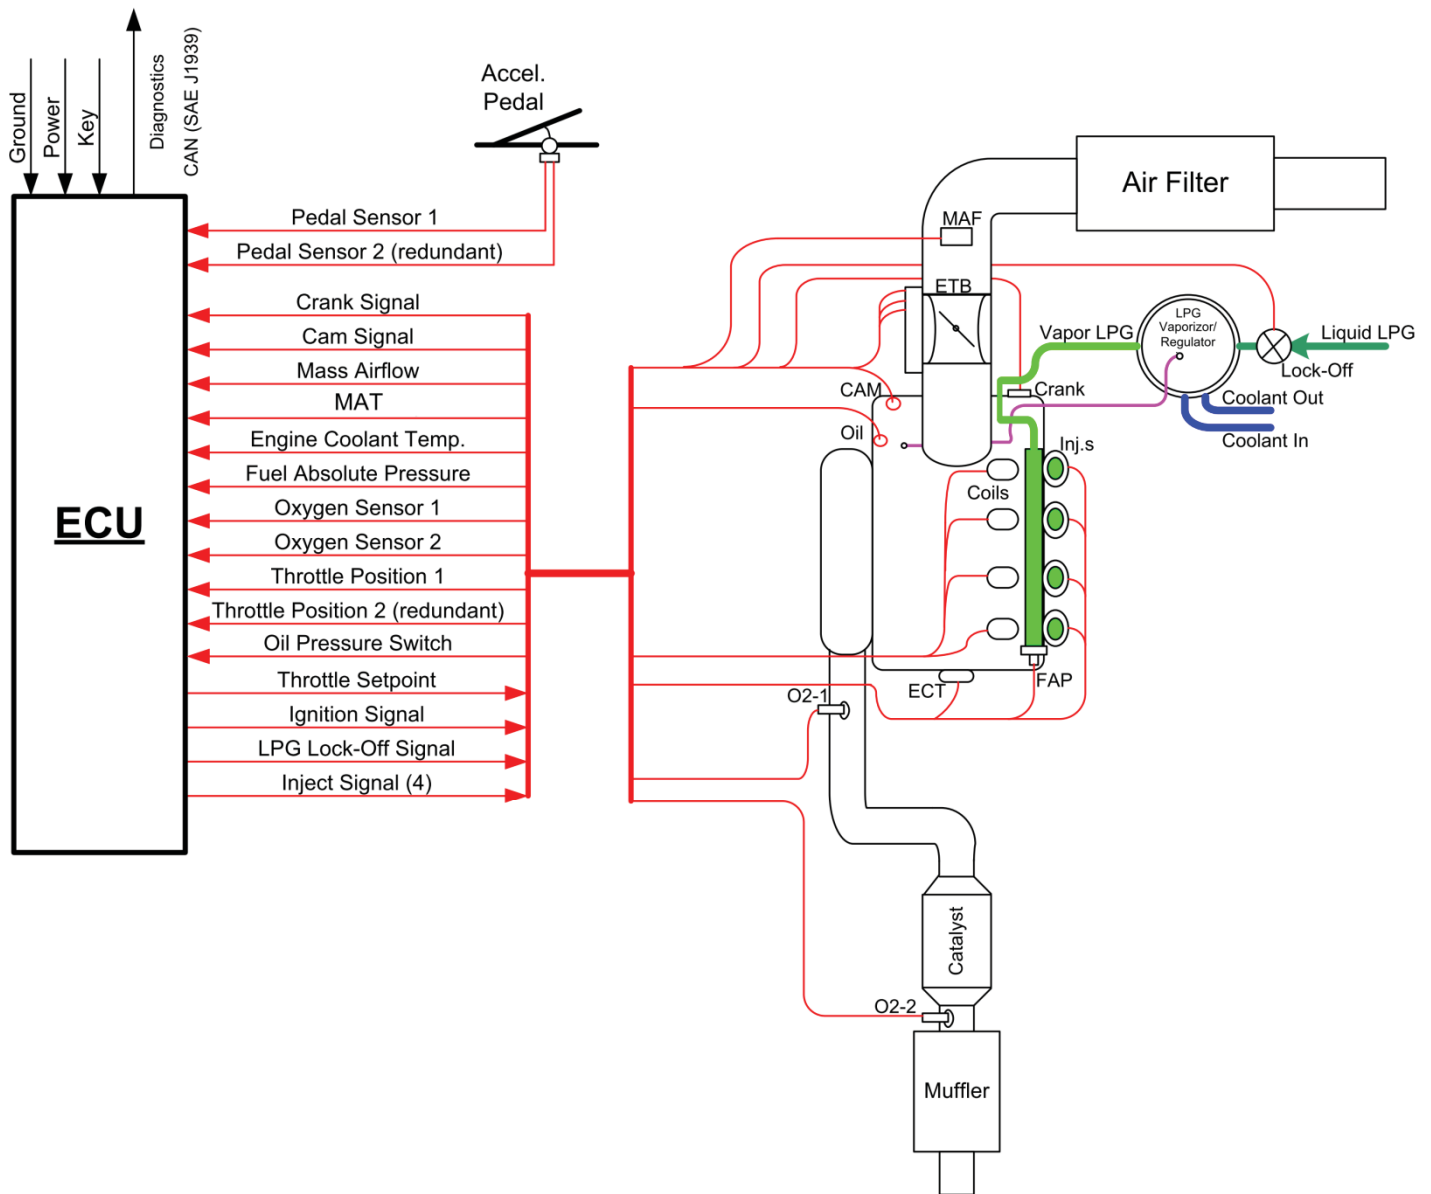 Ground
Power
Key
Diagnostics
CAN (SAE J1939)
Accel.
Pedal
Pedal Sensor 1
Pedal Sensor 2 (redundant)
Crank Signal
Cam Signal
Mass Airflow
MAT
Engine Coolant Temp.
Fuel Absolute Pressure
Oxygen Sensor 1
Oxygen Sensor 2
Throttle Position 1
Throttle Position 2 (redundant)
Oil Pressure Switch
Throttle Setpoint
Ignition Signal
LPG Lock-Off Signal
Inject Signal (4)
ECU
Air Filter
MAF
ETB
LPG
Vaporizor/
Regulator
Vapor LPG
Liquid LPG
Lock-Off
Coolant Out
Coolant In
CAM
Crank
Oil
Inj.s
Coils
ECT
FAP
O2-1
Catalyst
O2-2
Muffler